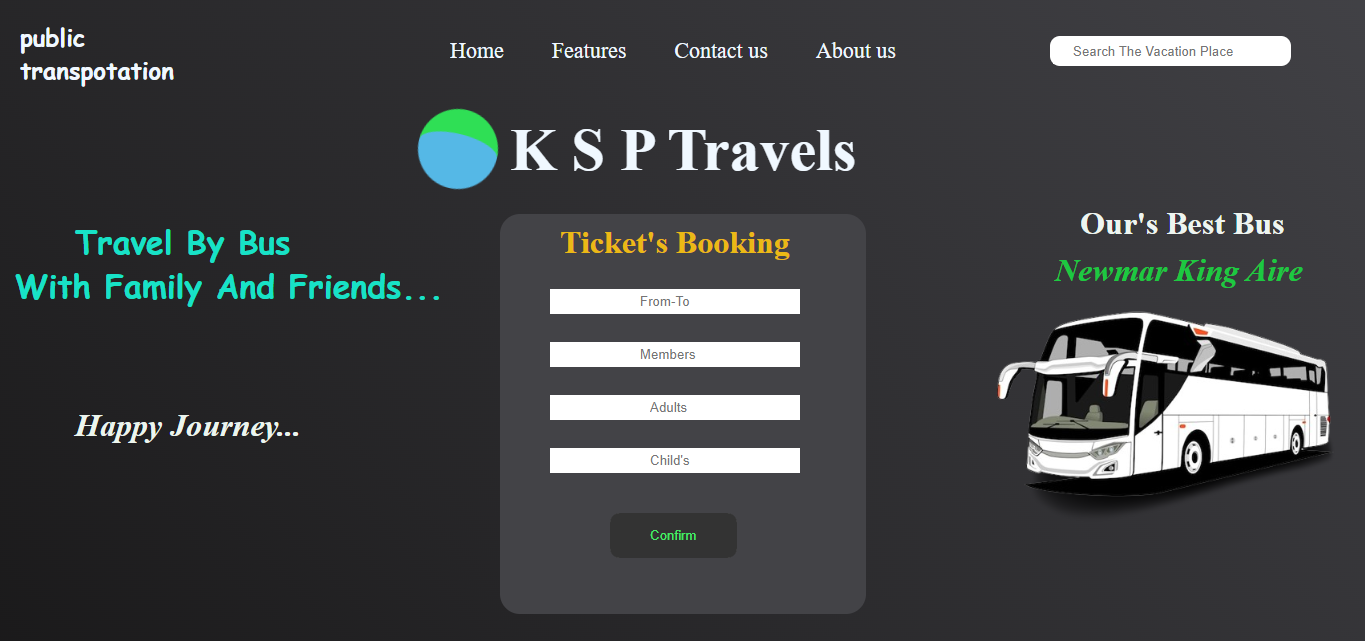 public
transpotation
Home Features Contact us About us
Search The Vacation Place
K S P Travels
Travel By Bus
With Family And Friends...
Happy Journey...
Ticket's Booking
From-To
Members
Adults
Child's
Confirm
Our's Best Bus
Newmar King Aire